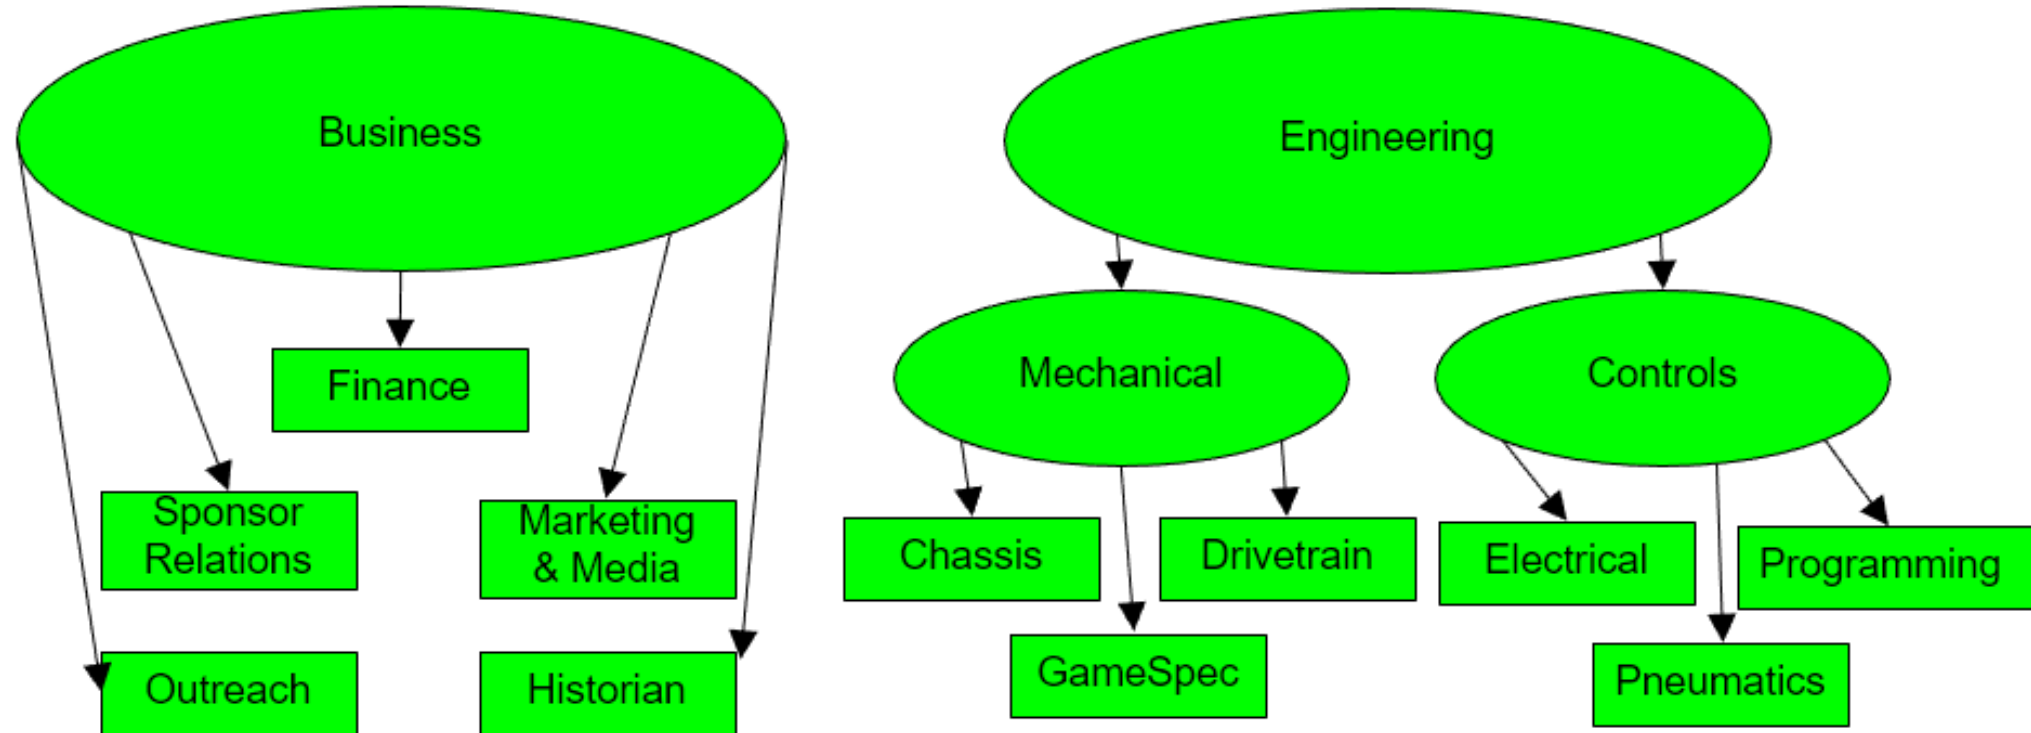 Business
Engineering
Finance
Mechanical
Controls
Sponsor
Relations
Marketing
& Media
Chassis
Drivetrain
Electrical
Programming
Outreach
Historian
GameSpec
Pneumatics